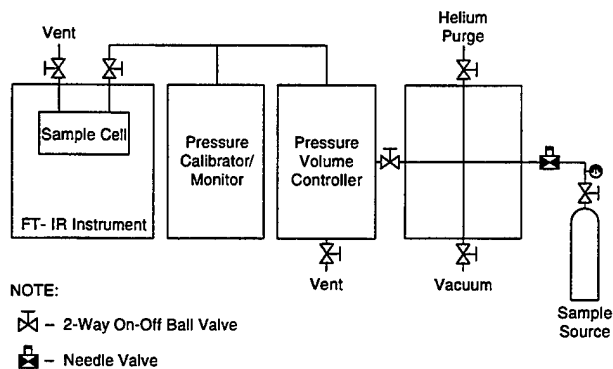 Vent
Helium
Purge
Sample Cell
Pressure
Calibrator/
Monitor
Pressure
Volume
Controller
FT- IR Instrument
Vent
Vacuum
NOTE:
– 2-Way On-Off Ball Valve
– Needle Valve
Sample
Source